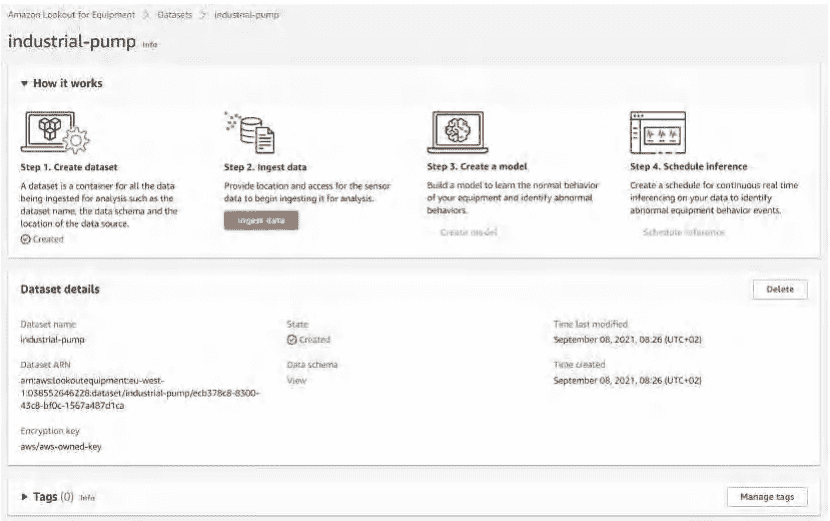 Amazon Lookout for Equipment > Datasets > industrial-pump
industrial-pump Info
▼ How it works
Step 1. Create dataset
A dataset is a container for all the data
being ingested for analysis such as the
dataset name, the data schema and the
location of the data source.
Created
Step 2. Ingest data
Provide location and access for the sensor
data to begin ingesting it for analysis.
Ingest data
Step 3. Create a model
Build a model to learn the normal behavior
of your equipment and identify abnormal
behaviors.
Create model
Step 4. Schedule inference
Create a schedule for continuous real time
inferencing on your data to identify
abnormal equipment behavior events.
Schedule inference
Dataset details
Delete
Dataset name
industrial-pump
Dataset ARN
arn:aws:lookoutequipment:eu-west-
1:038552646228:dataset/industrial-pump/ecb378c8-8300-
43c8-bf0c-1567a487d1ca
Encryption key
aws/aws-owned-key
State
Created
Data schema
View
Time last modified
September 08, 2021, 08:26 (UTC+02)
Time created
September 08, 2021, 08:26 (UTC+02)
▶ Tags (0) Info
Manage tags